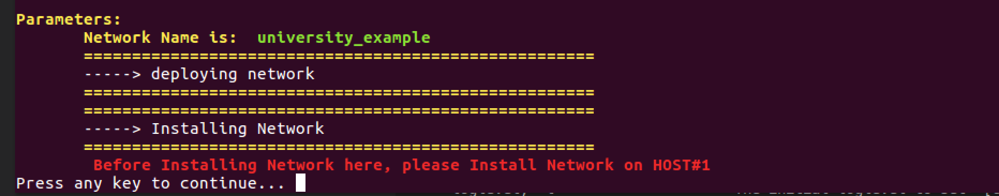 Parameters:
Network Name is: university_example
=====================================================
-----> deploying network
=====================================================
=====================================================
-----> Installing Network
=====================================================
Before Installing Network here, please Install Network on HOST#1
Press any key to continue...